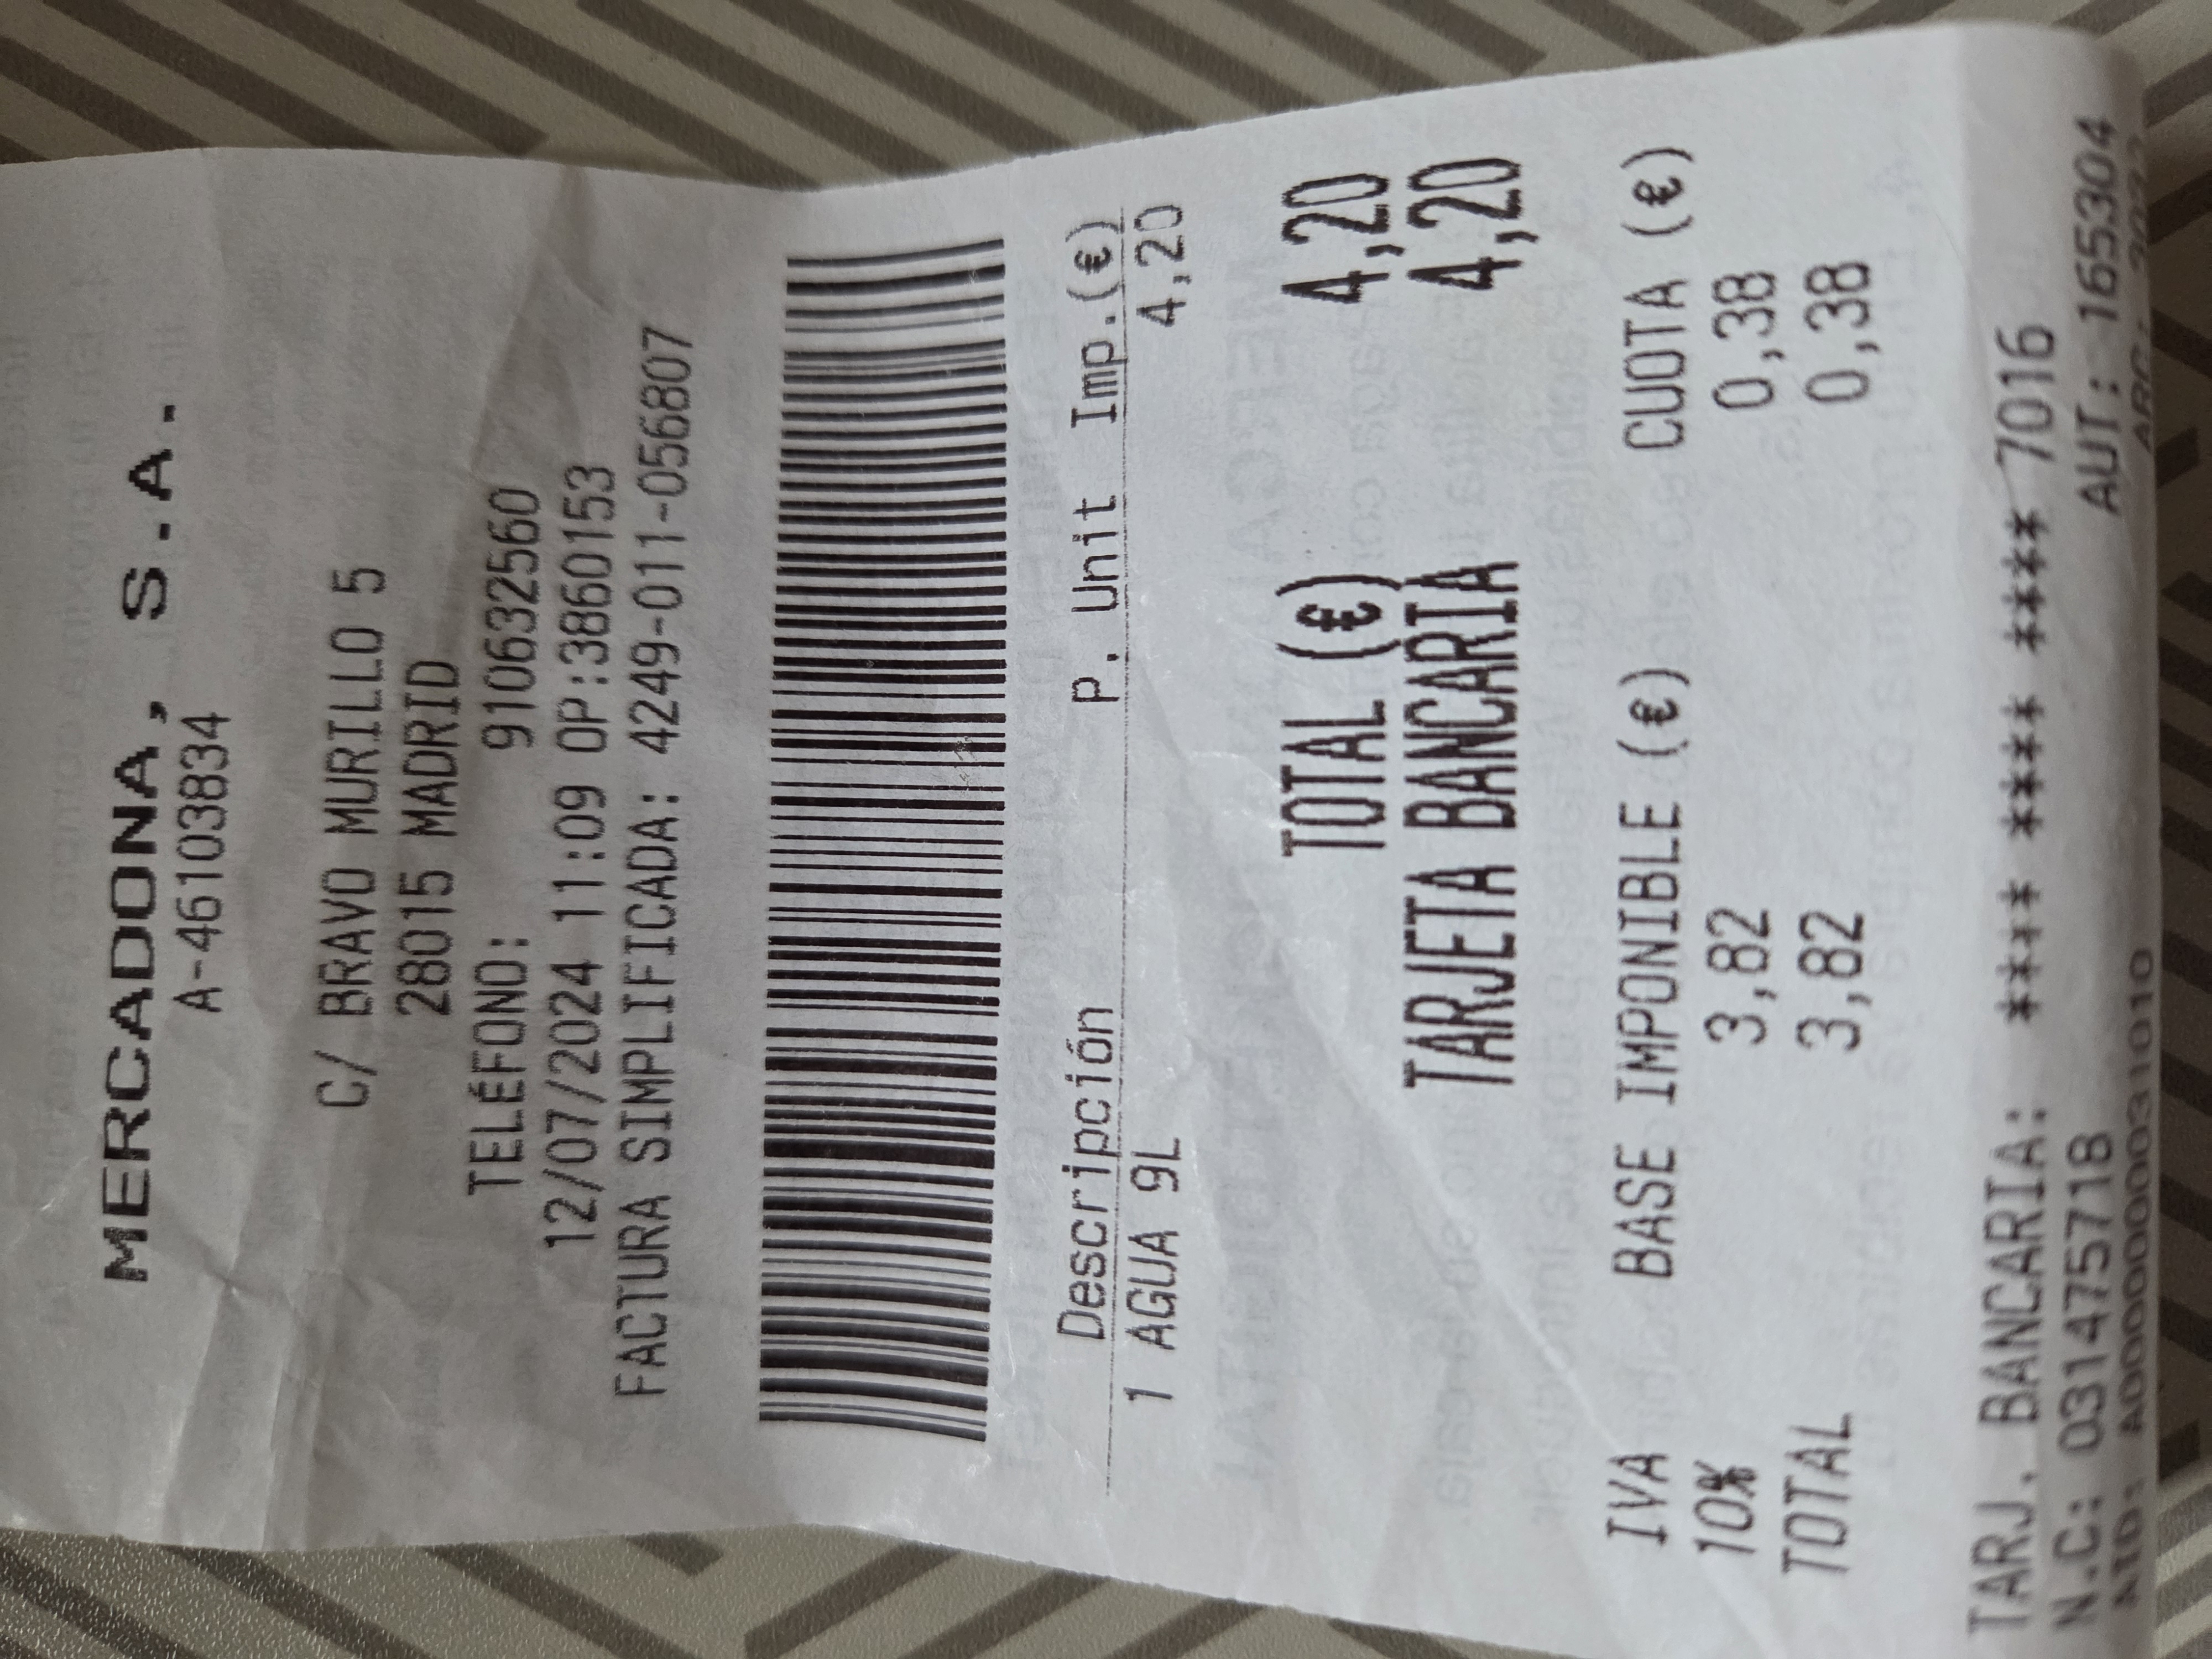 MERCADONA, S.A.
A-46103834
C/ BRAVO MURILLO 5
28015 MADRID
TELÉFONO: 910632560
12/07/2024 11:09 OP:3860153
FACTURA SIMPLIFICADA: 4249-011-056807
Descripción P. Unit Imp.(€)
1 AGUA 9L 4,20
TOTAL (€) 4,20
TARJETA BANCARIA 4,20
IVA BASE IMPONIBLE (€) CUOTA (€)
10% 3,82 0,38
TOTAL 3,82 0,38
TARJ. BANCARIA: **** **** **** 7016
N.C: 031475718 AUT: 165304
AID: A0000000031010 ARC: